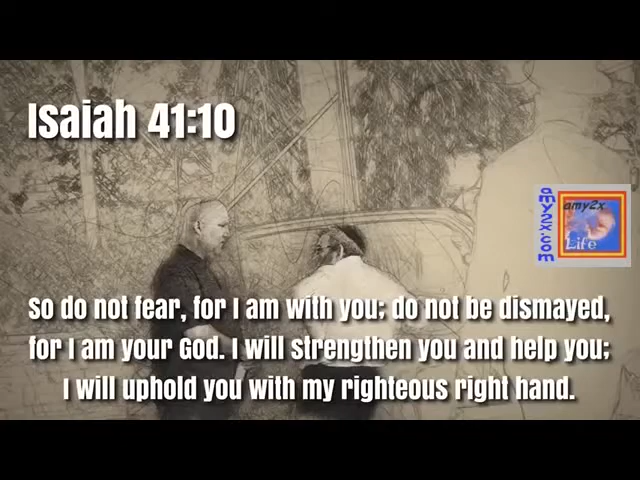 Isaiah 41:10
amy2x.com
amy2x
Life
So do not fear, for I am with you; do not be dismayed,
for I am your God. I will strengthen you and help you;
I will uphold you with my righteous right hand.